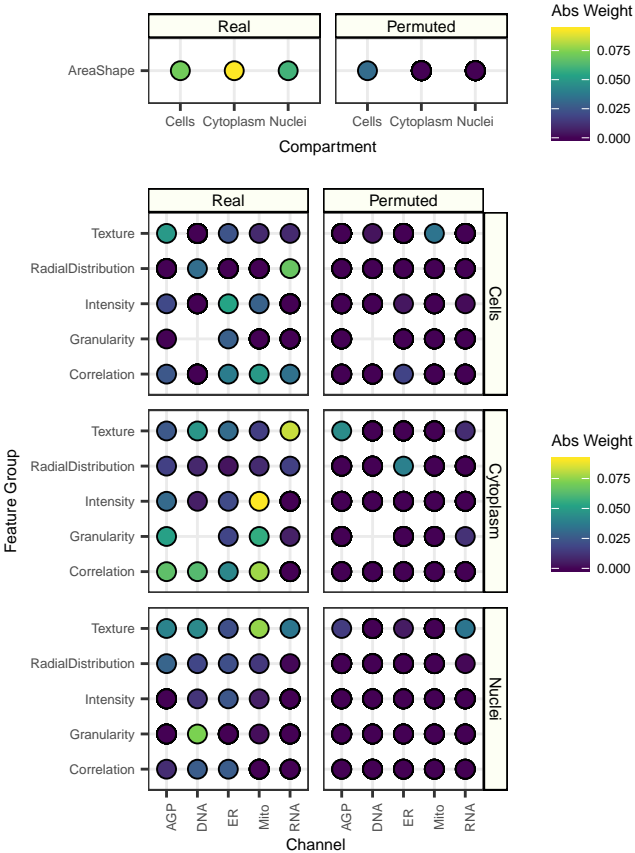 Real Permuted
AreaShape
Cells Cytoplasm Nuclei Cells Cytoplasm Nuclei
Compartment
Abs Weight
0.075
0.050
0.025
0.000
Real Permuted
Feature Group
Texture
RadialDistribution
Intensity
Granularity
Correlation
Cells
Texture
RadialDistribution
Intensity
Granularity
Correlation
Cytoplasm
Texture
RadialDistribution
Intensity
Granularity
Correlation
Nuclei
AGP DNA ER Mito RNA AGP DNA ER Mito RNA
Channel
Abs Weight
0.075
0.050
0.025
0.000